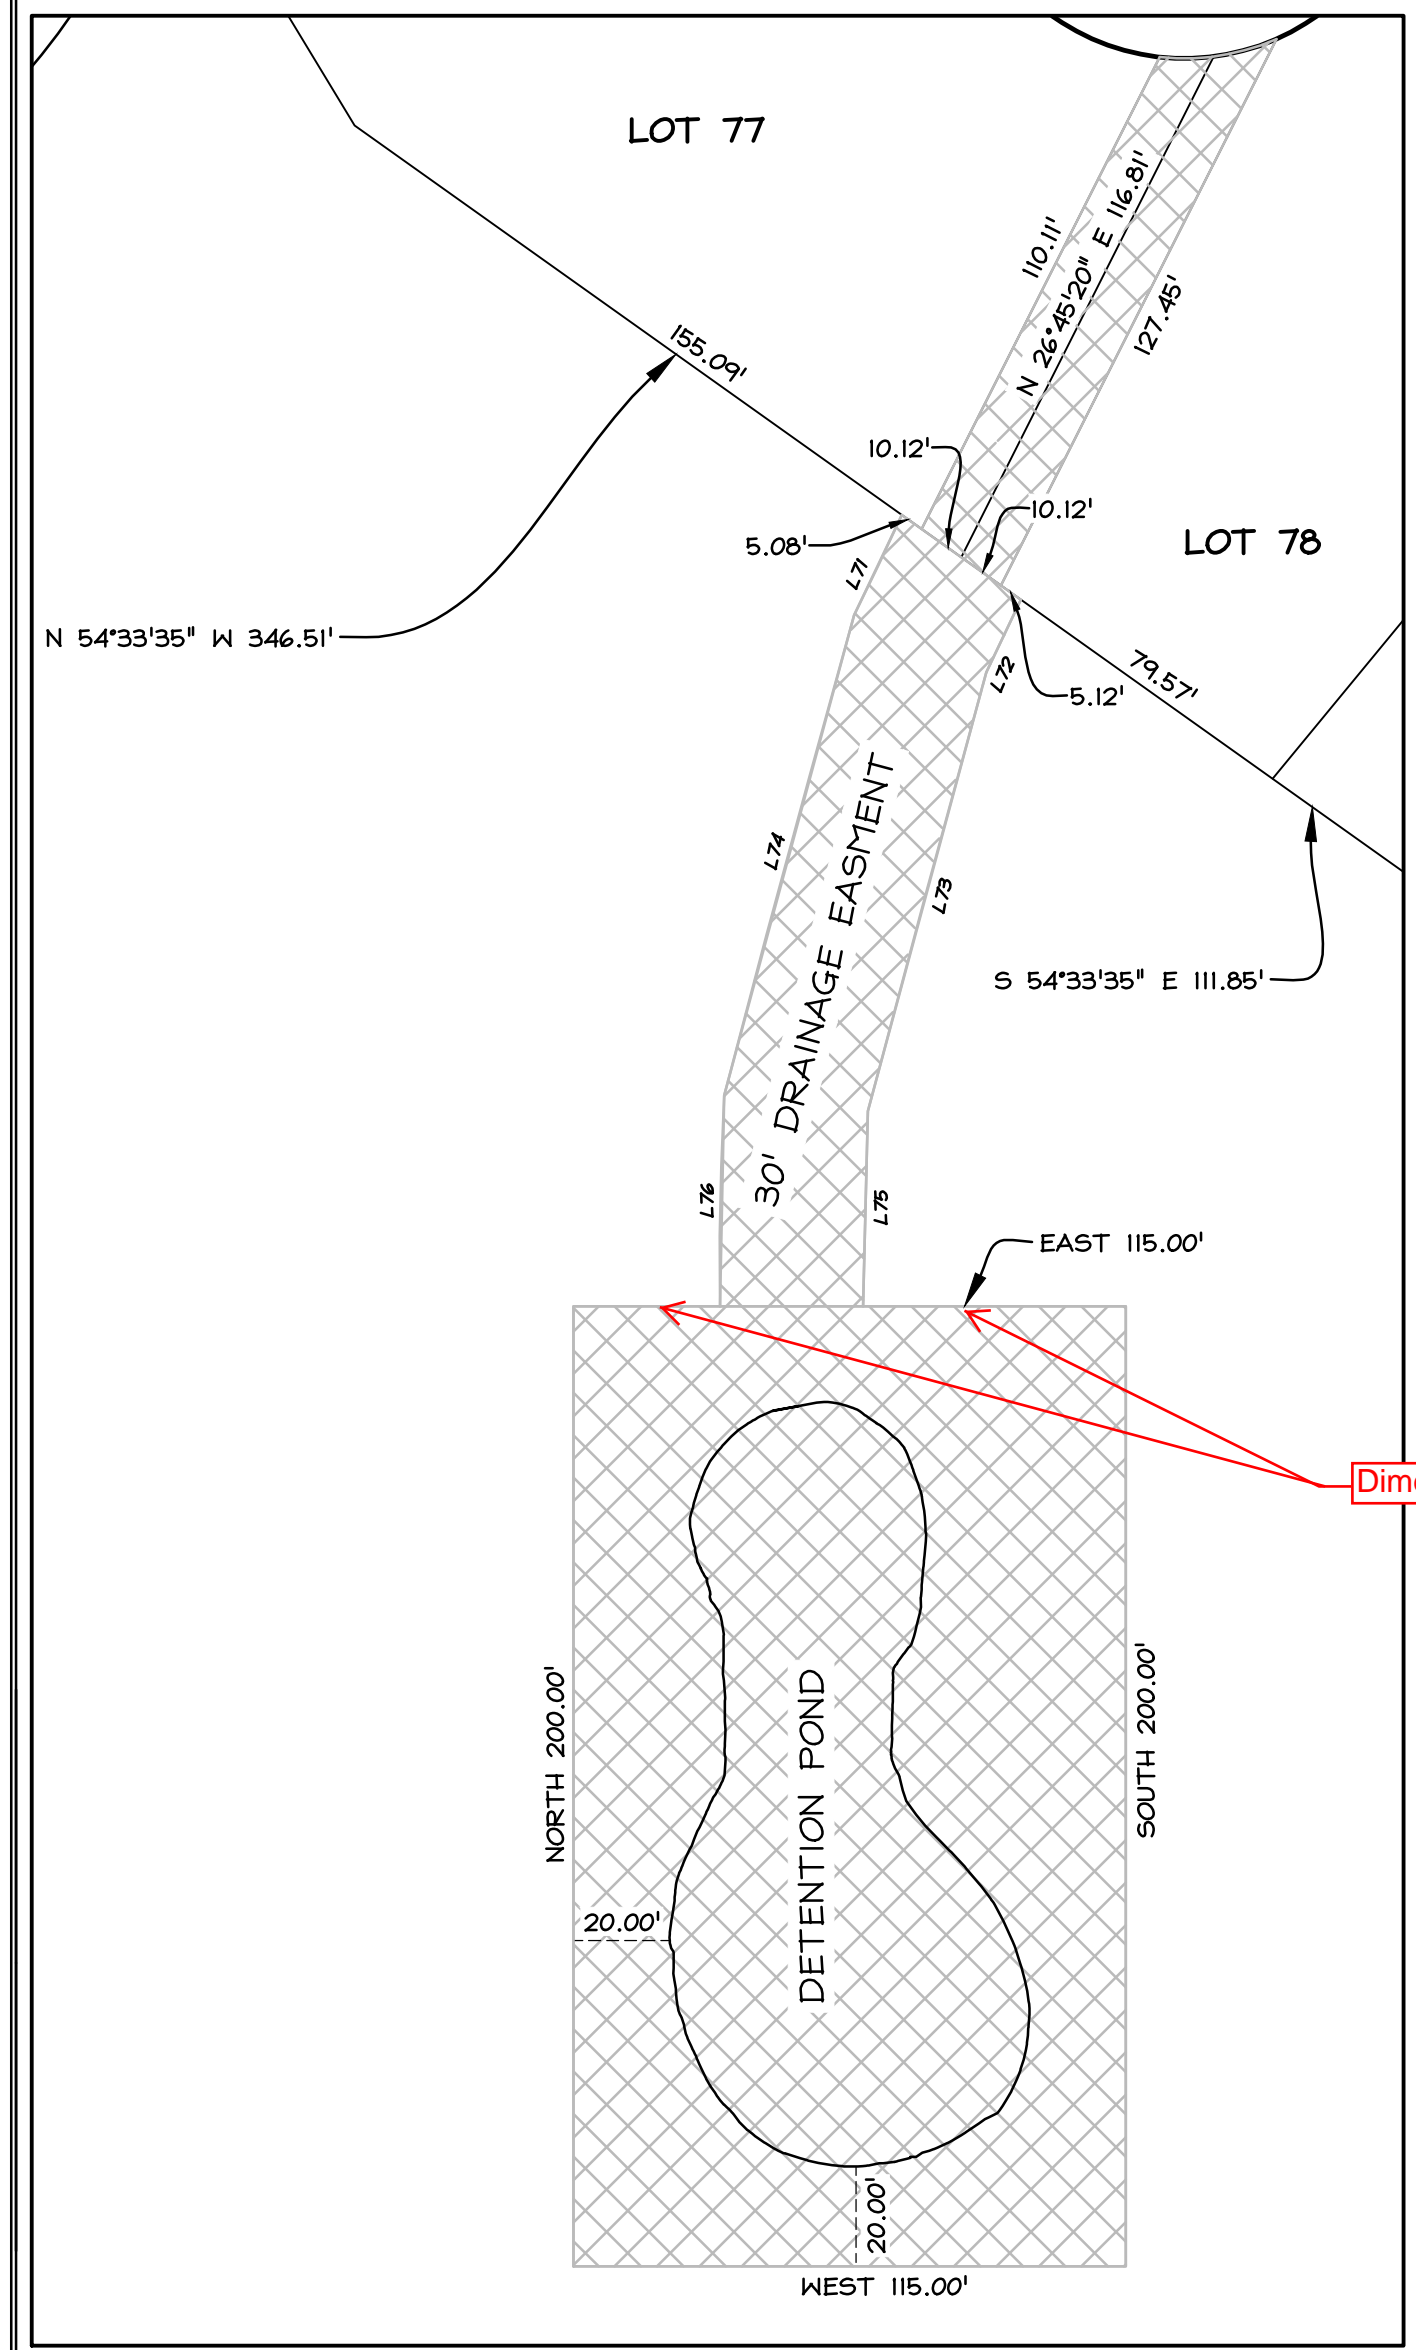 LOT 77
110.11'
N 26°45'20" E 116.81'
127.45'
155.09'
10.12'
10.12'
5.08'
LOT 78
L71
N 54°33'35" W 346.51'
L72
5.12'
79.57'
L74
L73
30' DRAINAGE EASMENT
S 54°33'35" E 111.85'
L76
L75
EAST 115.00'
NORTH 200.00'
DETENTION POND
SOUTH 200.00'
20.00'
20.00'
WEST 115.00'